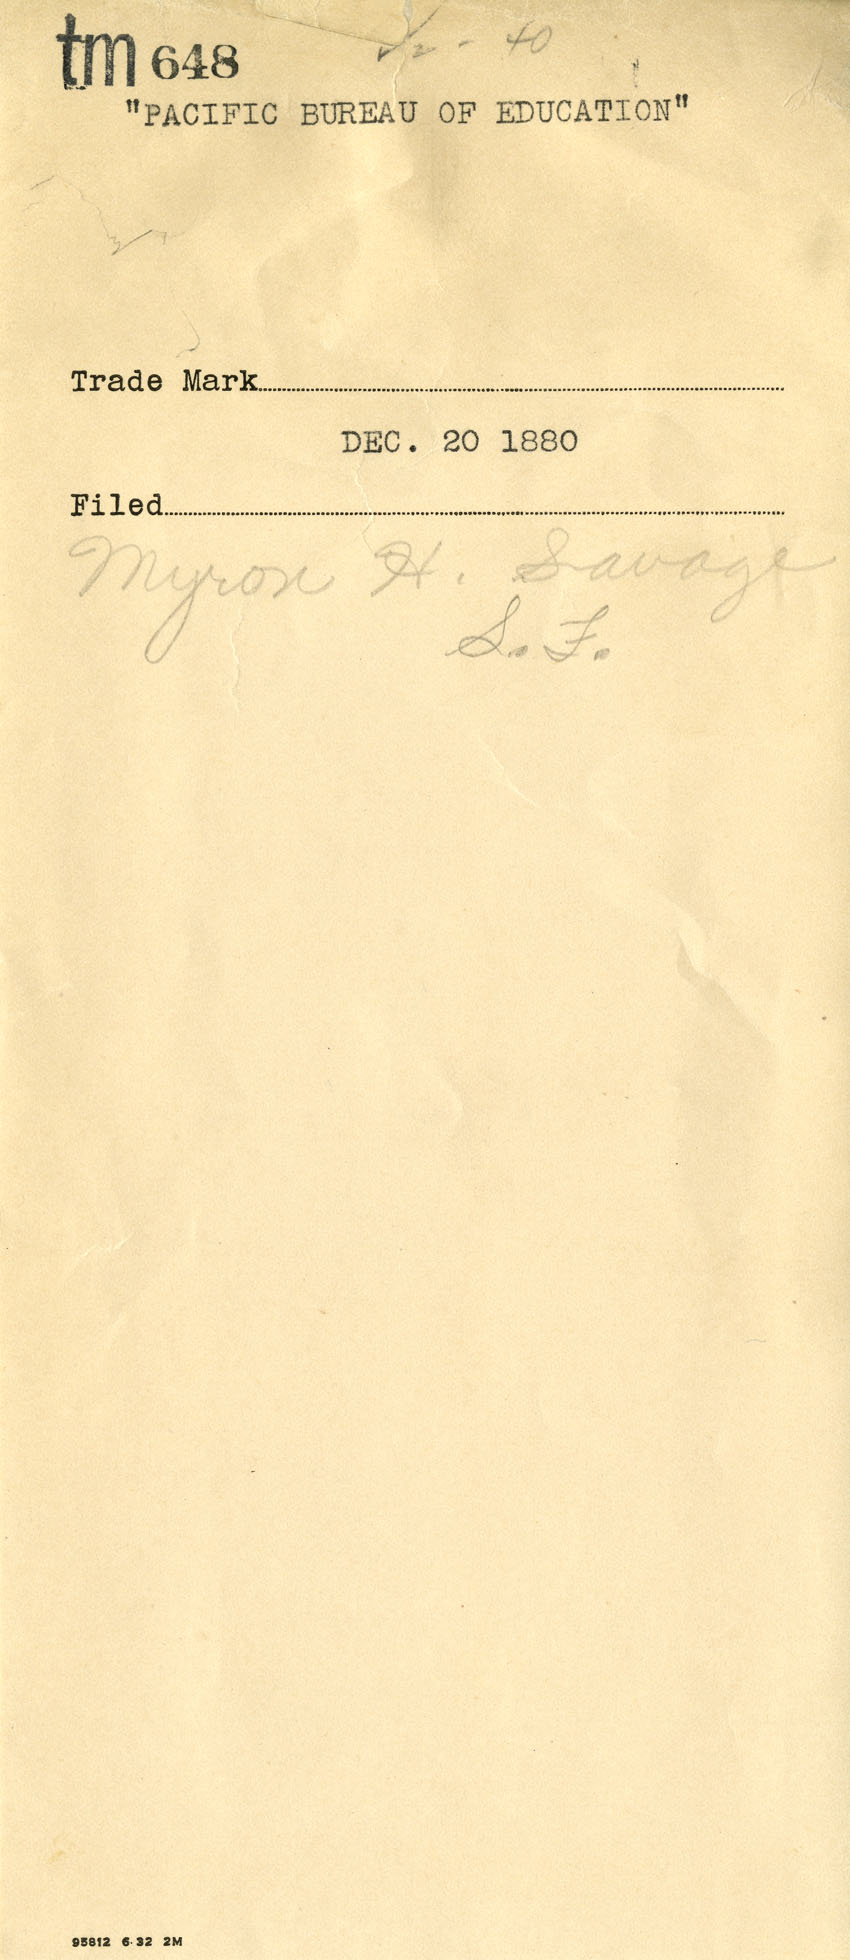 tm 648
"PACIFIC BUREAU OF EDUCATION"
Trade Mark
DEC. 20 1880
Filed
Myron H. Savage
S. F.
95812 6-32 2M